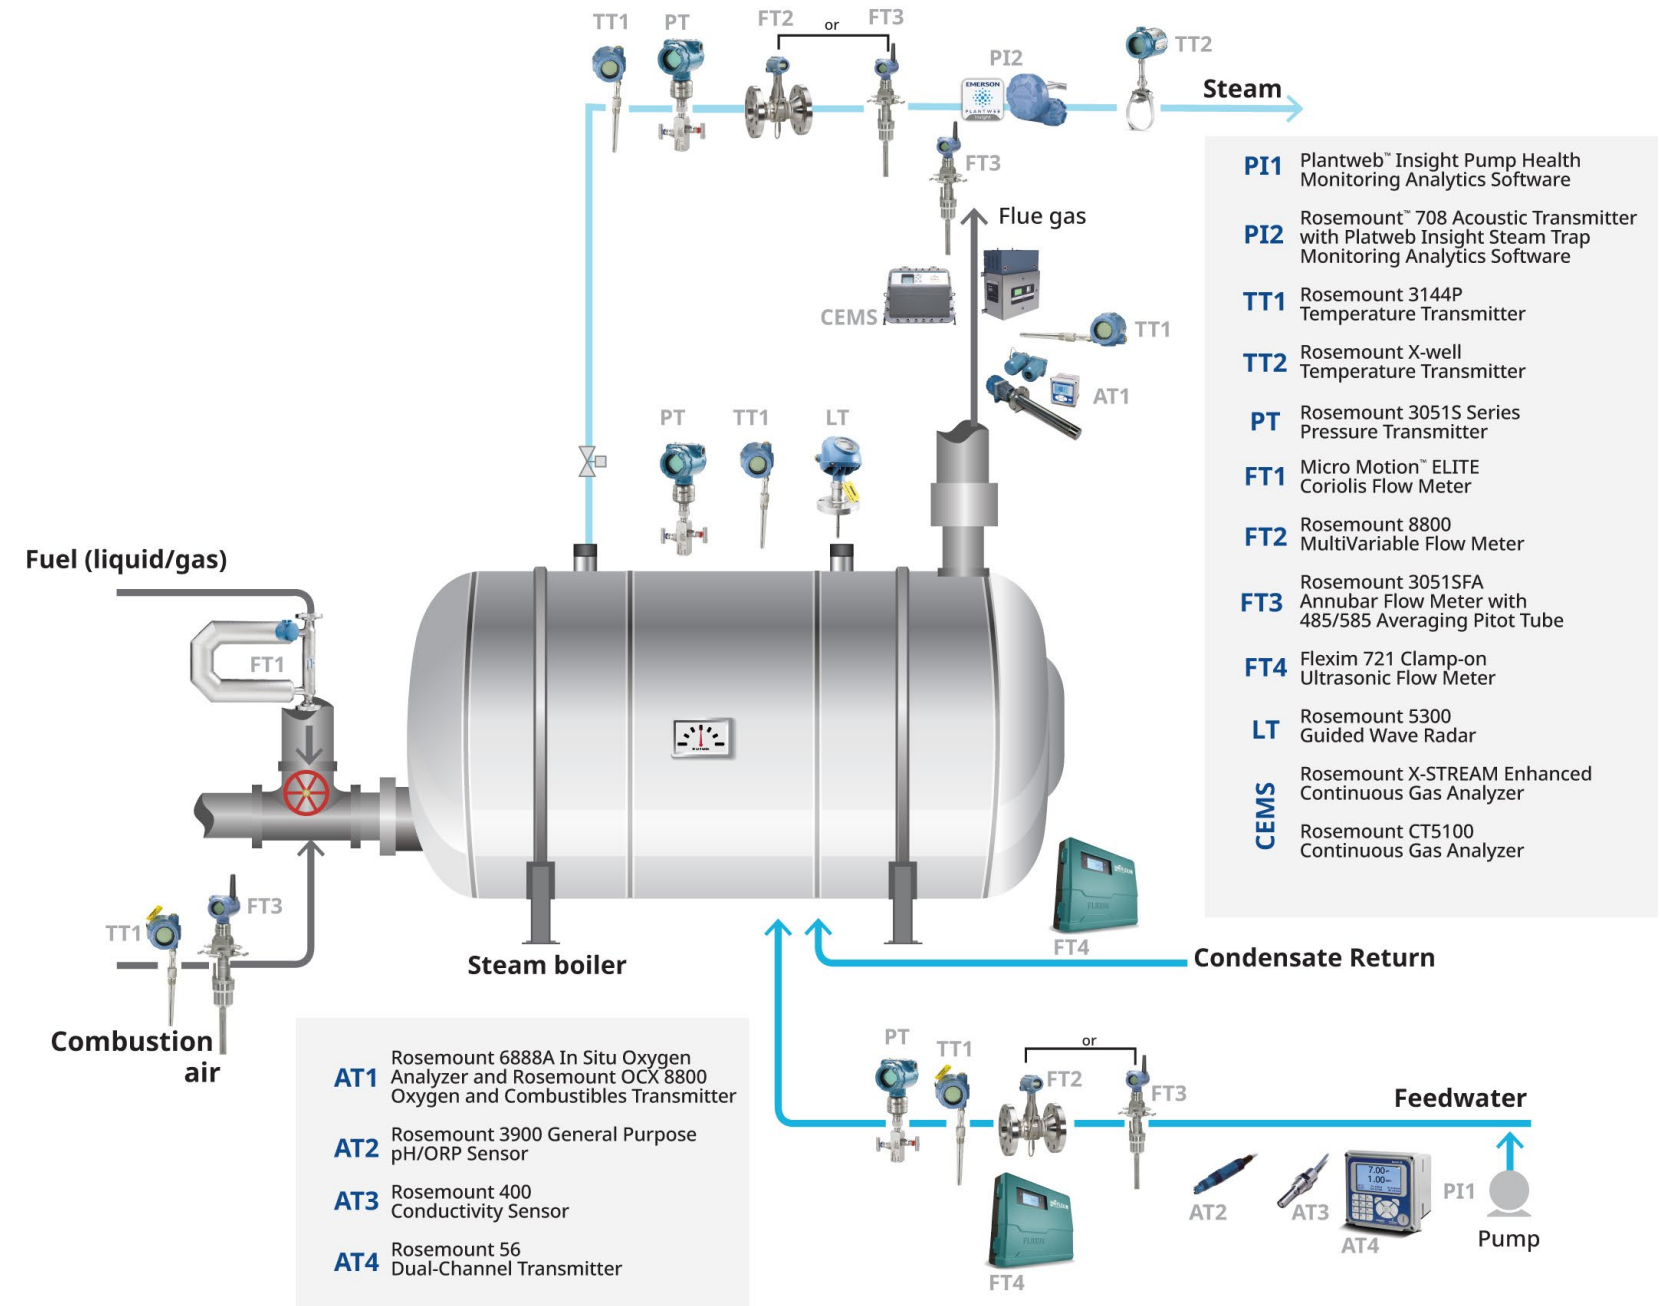 TT1
PT
FT2
or
FT3
PI2
TT2
EMERSON
PLANTWEB
insight
Steam
FT3
Flue gas
CEMS
TT1
AT1
PT
TT1
LT
Fuel (liquid/gas)
FT1
TT1
FT3
Combustion
air
Steam boiler
FT4
Condensate Return
PT
TT1
or
FT2
FT3
Feedwater
FT4
AT2
AT3
7.00
1.00
AT4
PI1
Pump
PI1
Plantweb™ Insight Pump Health
Monitoring Analytics Software
PI2
Rosemount™ 708 Acoustic Transmitter
with Platweb Insight Steam Trap
Monitoring Analytics Software
TT1
Rosemount 3144P
Temperature Transmitter
TT2
Rosemount X-well
Temperature Transmitter
PT
Rosemount 3051S Series
Pressure Transmitter
FT1
Micro Motion™ ELITE
Coriolis Flow Meter
FT2
Rosemount 8800
MultiVariable Flow Meter
FT3
Rosemount 3051SFA
Annubar Flow Meter with
485/585 Averaging Pitot Tube
FT4
Flexim 721 Clamp-on
Ultrasonic Flow Meter
LT
Rosemount 5300
Guided Wave Radar
CEMS
Rosemount X-STREAM Enhanced
Continuous Gas Analyzer
Rosemount CT5100
Continuous Gas Analyzer
AT1
Rosemount 6888A In Situ Oxygen
Analyzer and Rosemount OCX 8800
Oxygen and Combustibles Transmitter
AT2
Rosemount 3900 General Purpose
pH/ORP Sensor
AT3
Rosemount 400
Conductivity Sensor
AT4
Rosemount 56
Dual-Channel Transmitter